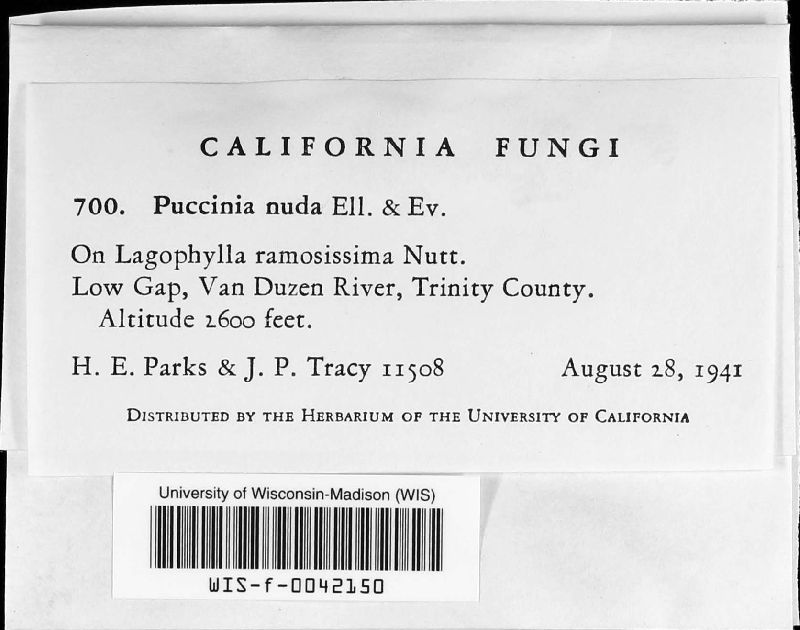 CALIFORNIA FUNGI
700. Puccinia nuda Ell. & Ev.
On Lagophylla ramosissima Nutt.
Low Gap, Van Duzen River, Trinity County.
Altitude 2600 feet.
H. E. Parks & J. P. Tracy 11508 August 28, 1941
Distributed by the Herbarium of the University of California
University of Wisconsin-Madison (WIS)
WIS-f-0042150